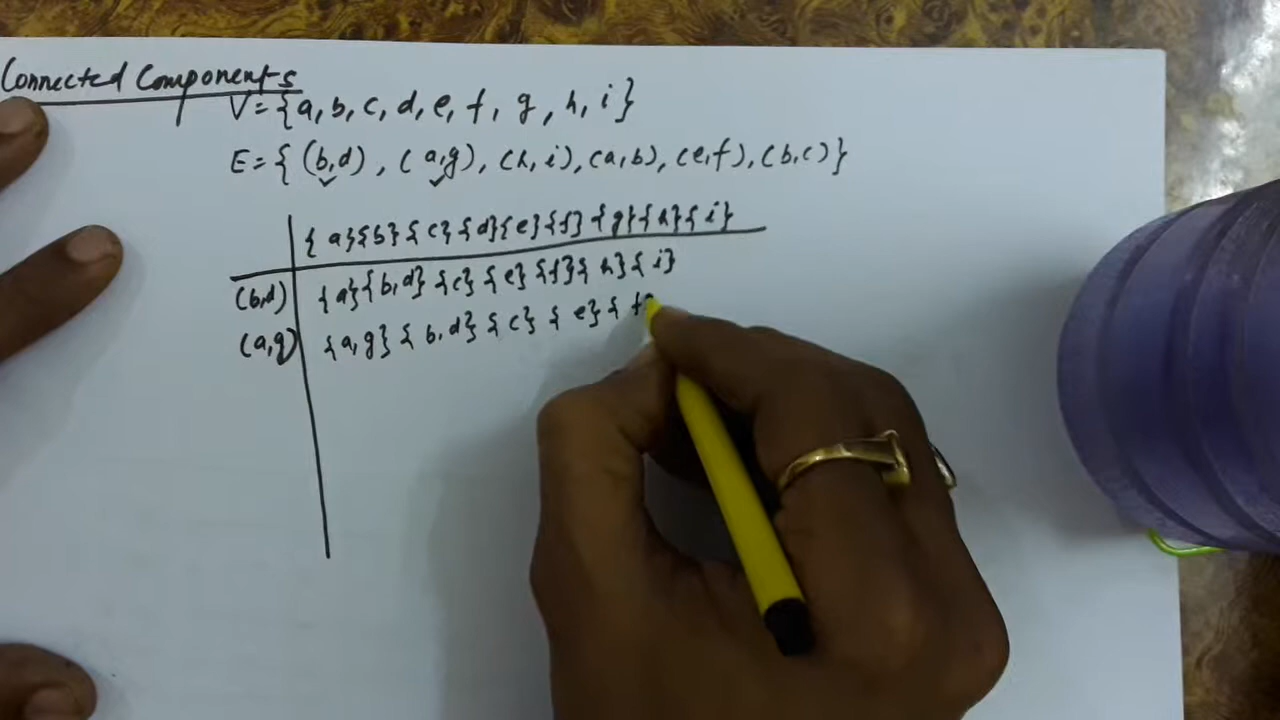 Connected Components
V={a, b, c, d, e, f, g, h, i}
E={ (b,d), (a,g), (h, i), (a,b), (e,f), (b,c)}
{a}{b}{c}{d}{e}{f}{g}{h}{i}
(b,d) {a}{b,d}{c}{e}{f}{h}{i}
(a,g) {a,g}{b,d}{c}{e}{f